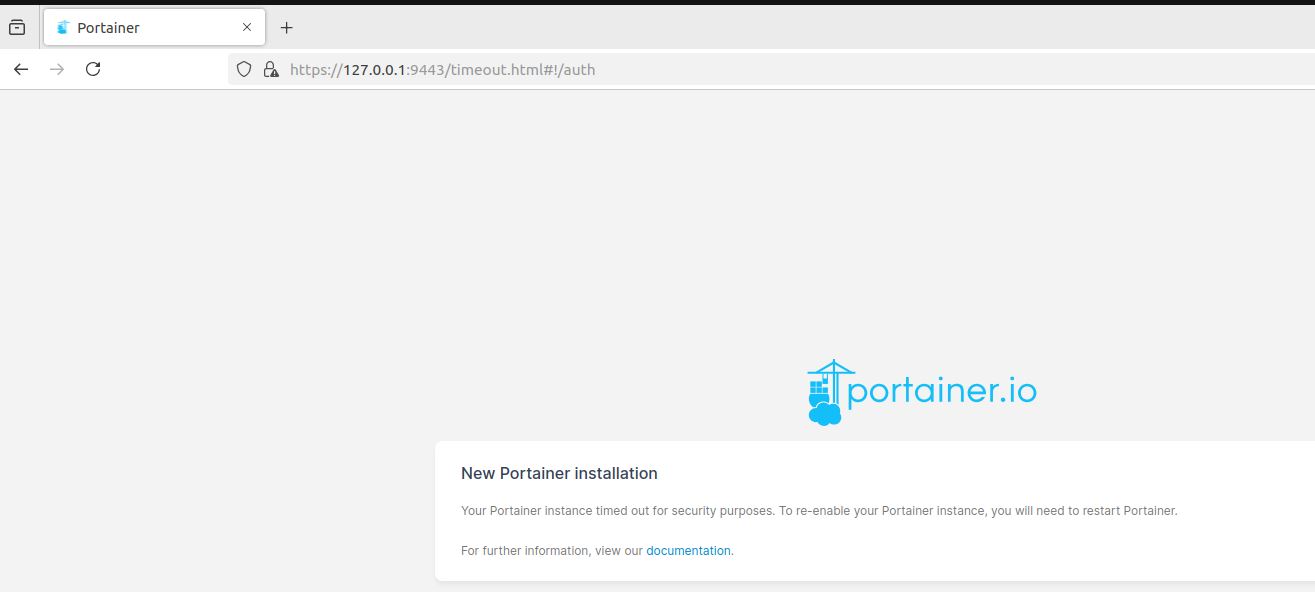 Portainer
https://127.0.0.1:9443/timeout.html#!/auth
portainer.io
New Portainer installation
Your Portainer instance timed out for security purposes. To re-enable your Portainer instance, you will need to restart Portainer.
For further information, view our documentation.